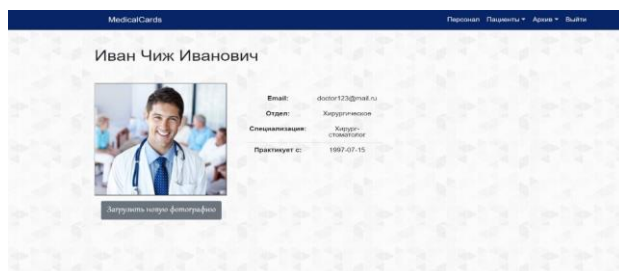 MedicalCards Персонал Пациенты Архив Выйти
Иван Чиж Иванович
Email: doctor123@mail.ru
Отдел: Хирургическое
Специализация: Хирург-
стоматолог
Практикует с: 1997-07-15
Загрузить новую фотографию